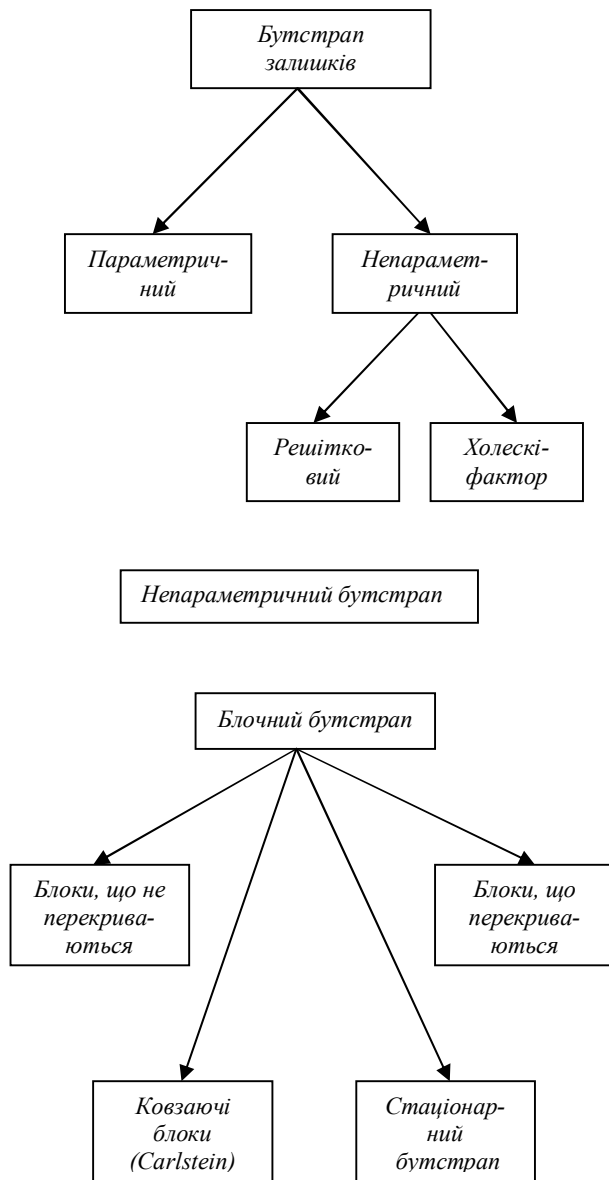 Бутстрап
залишків
Параметрич-
ний
Непарамет-
ричний
Решітко-
вий
Холескі-
фактор
Непараметричний бутстрап
Блочний бутстрап
Блоки, що не
перекрива-
ються
Блоки, що
перекрива-
ються
Ковзаючі
блоки
(Carlstein)
Стаціонар-
ний
бутстрап